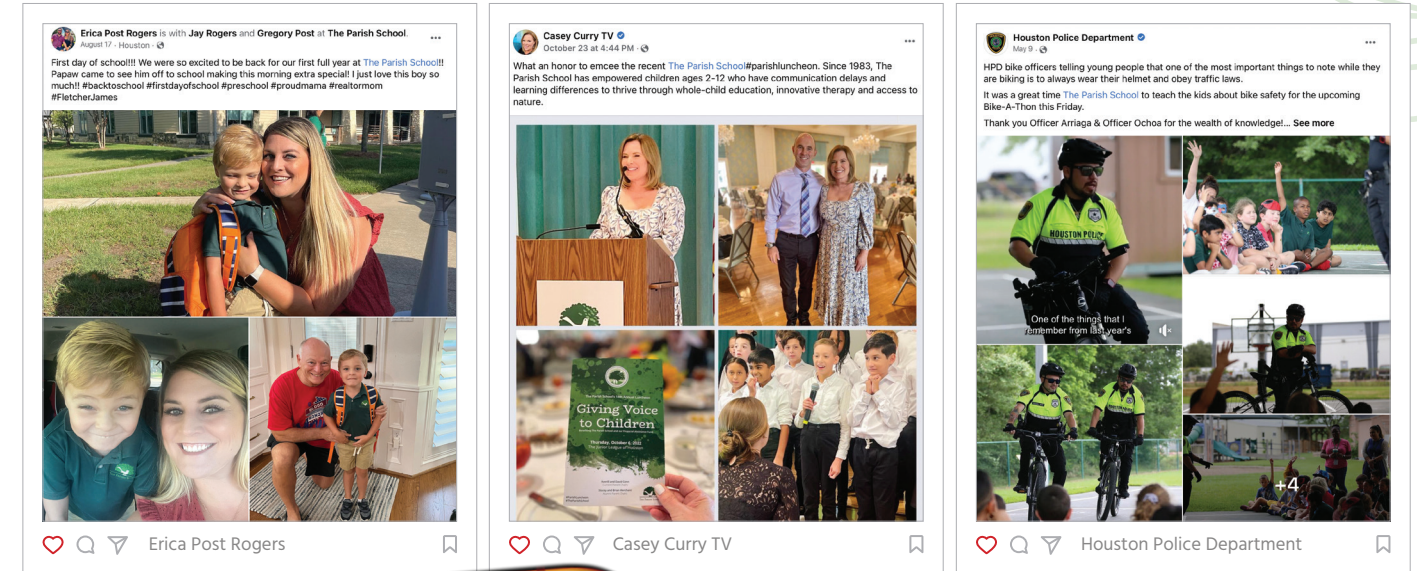 Erica Post Rogers is with Jay Rogers and Gregory Post at The Parish School.
August 17 · Houston ·
First day of school!!!! We were so excited to be back for our first full year at The Parish School!!
Papaw came to see him off to school making this morning extra special! I just love this boy so
much!! #backtoschool #firstdayofschool #preschool #proudmama #realtormom
#FletcherJames
Erica Post Rogers
Casey Curry TV
October 23 at 4:44 PM ·
What an honor to emcee the recent The Parish School#parishluncheon. Since 1983, The
Parish School has empowered children ages 2-12 who have communication delays and
learning differences to thrive through whole-child education, innovative therapy and access to
nature.
Giving Voice
to Children
Thursday, October 6, 2022
Casey Curry TV
Houston Police Department
May 9 ·
HPD bike officers telling young people that one of the most important things to note while they
are biking is to always wear their helmet and obey traffic laws.
It was a great time The Parish School to teach the kids about bike safety for the upcoming
Bike-A-Thon this Friday.
Thank you Officer Arriaga & Officer Ochoa for the wealth of knowledge!... See more
HOUSTON POLICE
One of the things that I
remember from last year's
+4
Houston Police Department